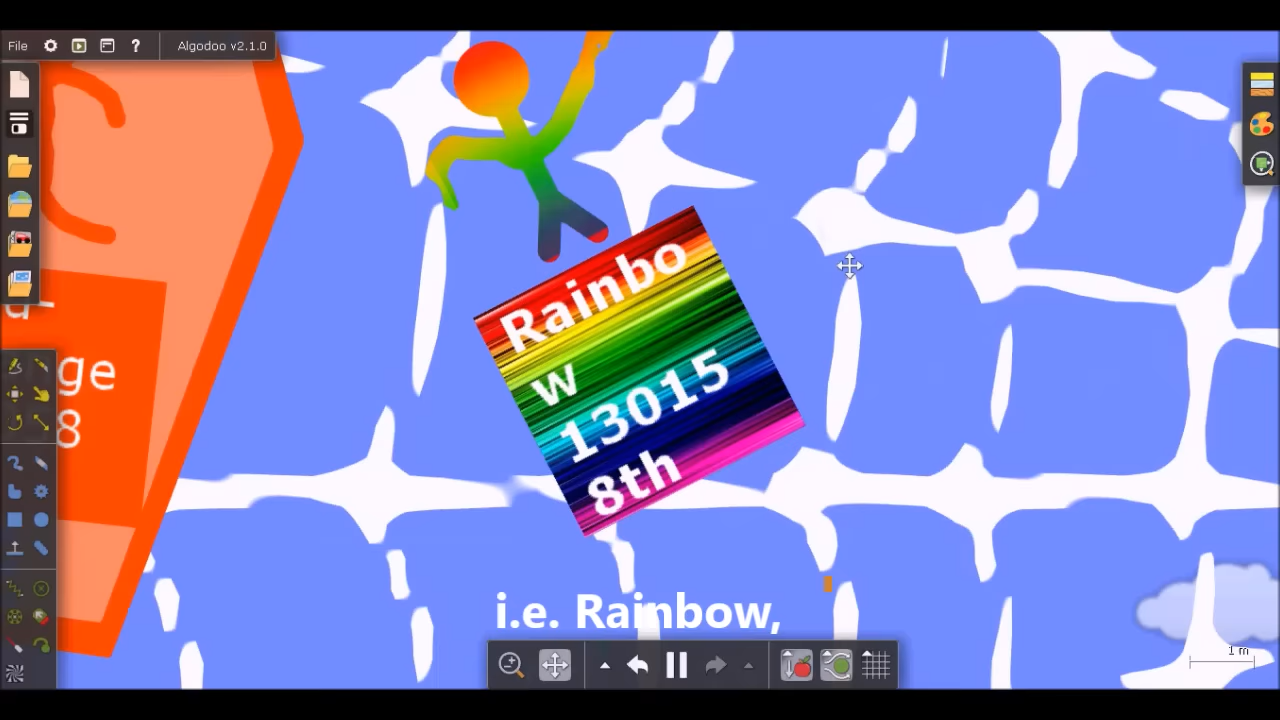 File
Algodoo v2.1.0
ge
8
Rainbo
w
13015
8th
i.e. Rainbow,
1 m